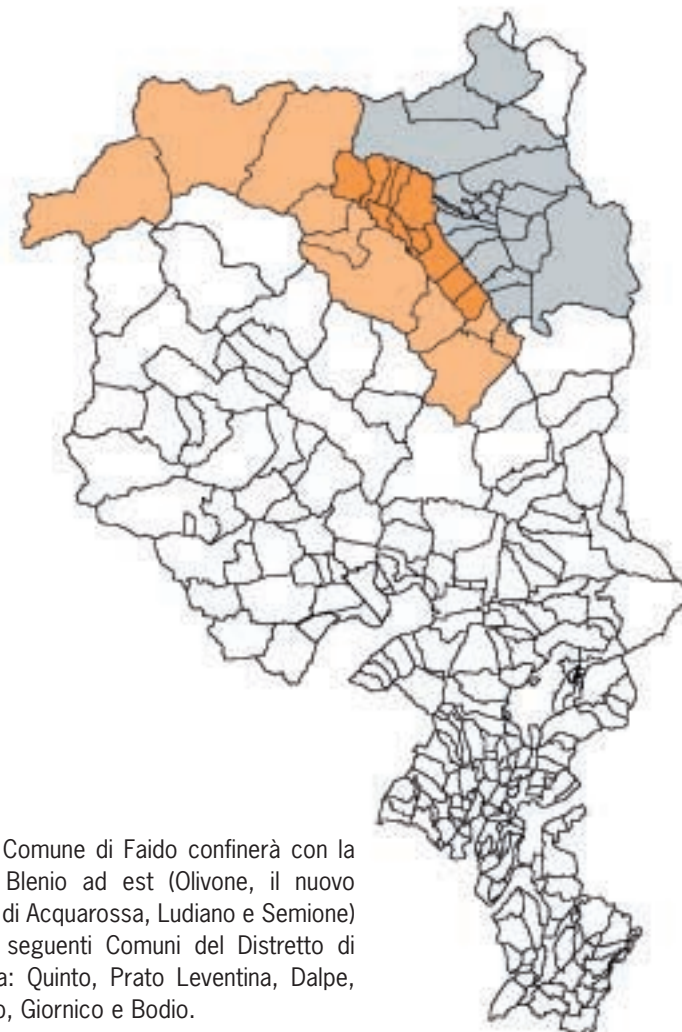 Comune di Faido confinerà con la
Blenio ad est (Olivone, il nuovo
di Acquarossa, Ludiano e Semione)
seguenti Comuni del Distretto di
a: Quinto, Prato Leventina, Dalpe,
o, Giornico e Bodio.